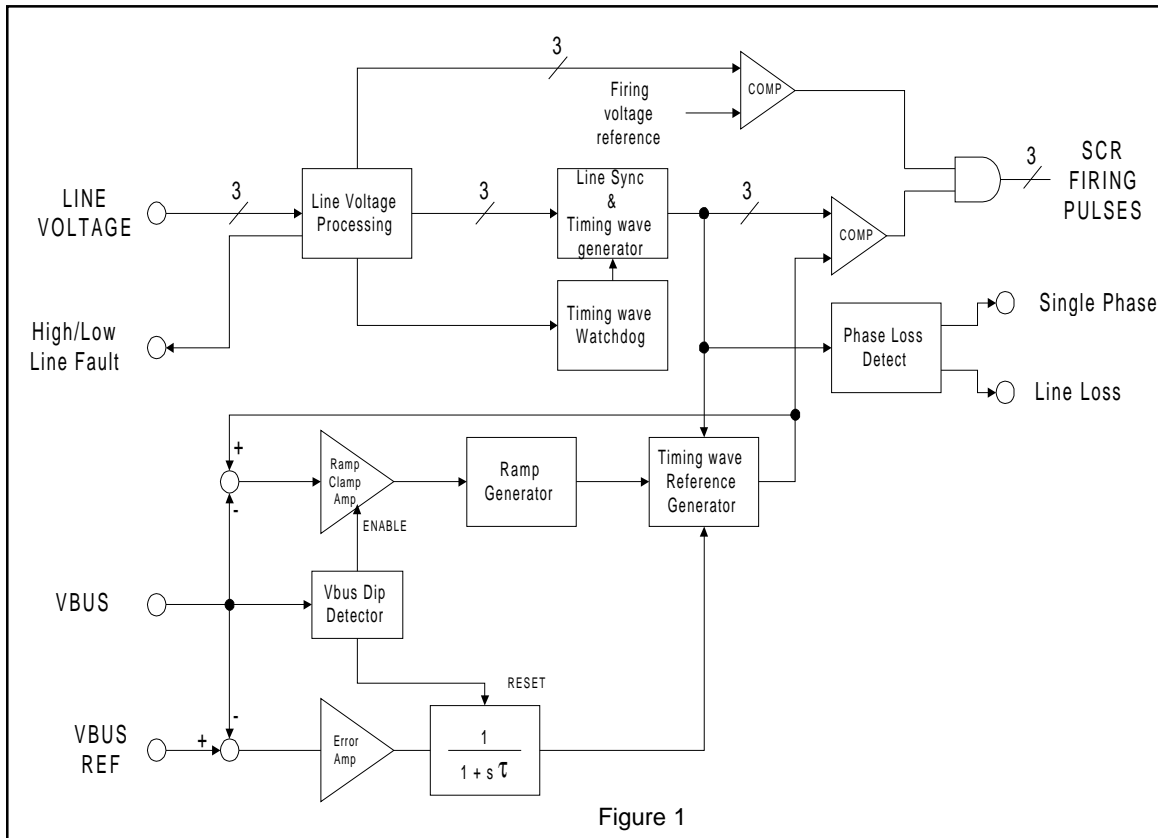 3
Firing
voltage
reference
COMP
3
SCR
FIRING
PULSES
LINE
VOLTAGE
3
Line Voltage
Processing
3
Line Sync
&
Timing wave
generator
3
COMP
High/Low
Line Fault
Timing wave
Watchdog
Phase Loss
Detect
Single Phase
Line Loss
+
-
Ramp
Clamp
Amp
ENABLE
Ramp
Generator
Timing wave
Reference
Generator
VBUS
Vbus Dip
Detector
RESET
VBUS
REF
+
-
Error
Amp
1
1 + s τ
Figure 1